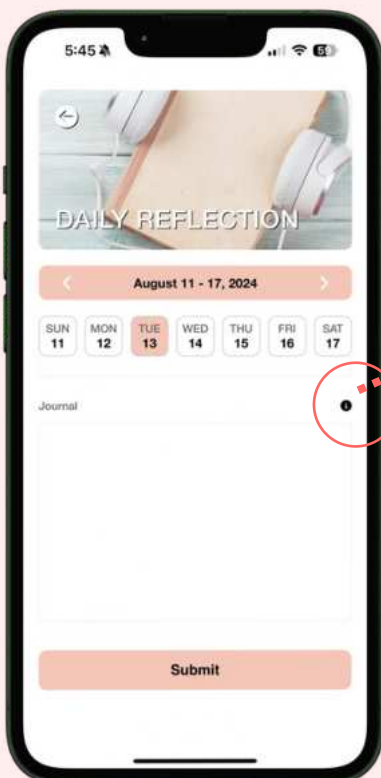 5:45
59
DAILY REFLECTION
August 11 - 17, 2024
SUN MON TUE WED THU FRI SAT
11 12 13 14 15 16 17
Journal
Submit